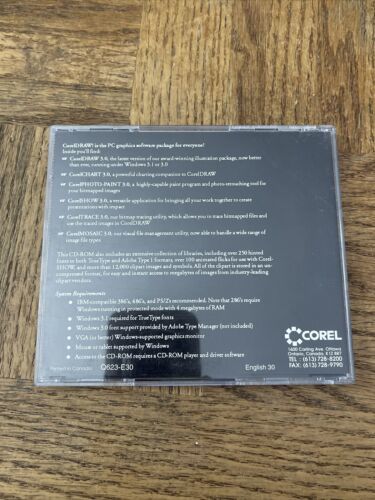 CorelDRAW! is the PC graphics software package for everyone!
Inside you'll find:
CorelDRAW 3.0, the latest version of our award-winning illustration package, now better
than ever, running under Windows 3.1 or 3.0
CorelCHART 3.0, a powerful charting companion to CorelDRAW
CorelPHOTO-PAINT 3.0, a highly-capable paint program and photo-retouching tool for
your bitmapped images
CorelSHOW 3.0, a versatile application for bringing all your work together to create
presentations with impact
CorelTRACE 3.0, our bitmap tracing utility, which allows you to trace bitmapped files and
use the traced images in CorelDRAW
CorelMOSAIC 3.0, our visual file management utility, now able to handle a wide range of
image file types
This CD-ROM also includes an extensive collection of libraries, including over 250 hinted
fonts in both TrueType and Adobe Type 1 formats, over 100 animated flicks for use with Corel-
SHOW, and more than 12,000 clipart images and symbols. All of the clipart is stored in an un-
compressed format, for easy and instant access to megabytes of images from industry-leading
clipart vendors.
System Requirements
• IBM-compatible 386's, 486's, and PS/2s recommended. Note that 286's require
Windows running in protected mode with 4 megabytes of RAM
• Windows 3.1 required for TrueType fonts
• Windows 3.0 font support provided by Adobe Type Manager (not included)
• VGA (or better) Windows-supported graphics monitor
• Mouse or tablet supported by Windows
• Access to the CD-ROM requires a CD-ROM player and driver software
COREL
1600 Carling Ave, Ottawa
Ontario, Canada, K1Z 8R7
TEL : (613) 728-8200
FAX: (613) 728-9790
Printed in Canada Q623-E30 English 30